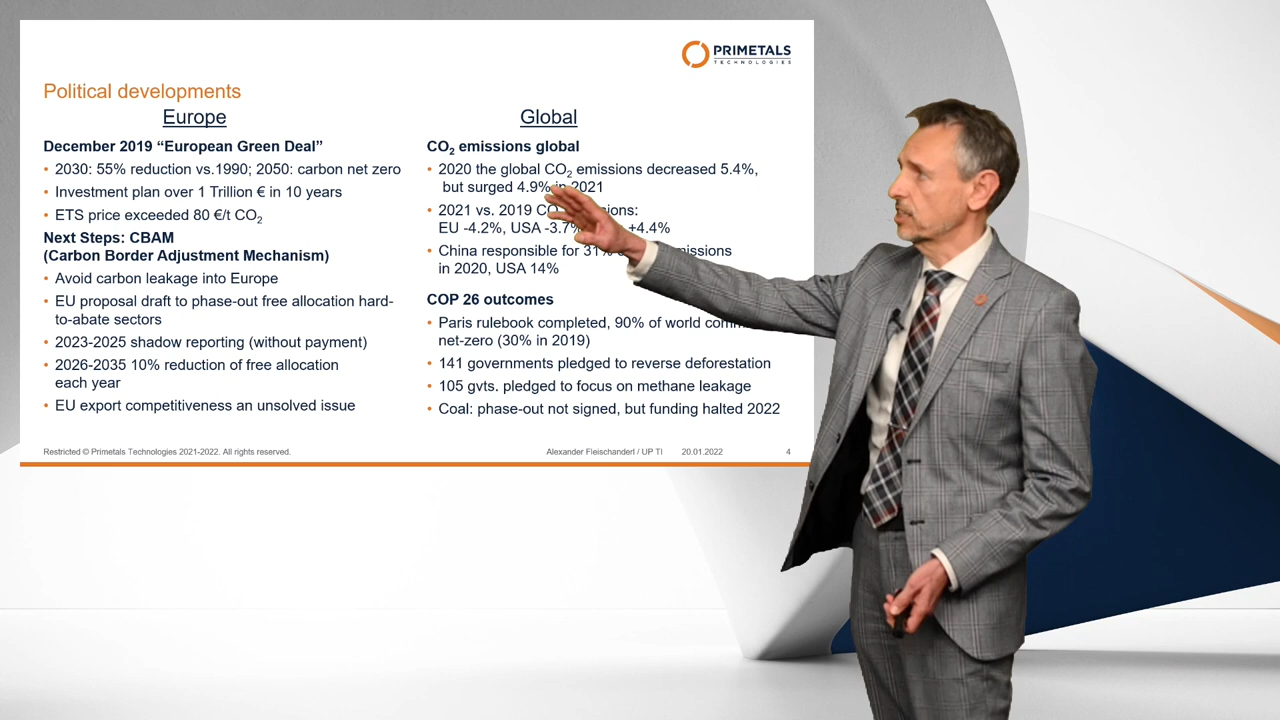 PRIMETALS
TECHNOLOGIES
Political developments
Europe
December 2019 “European Green Deal”
• 2030: 55% reduction vs.1990; 2050: carbon net zero
• Investment plan over 1 Trillion € in 10 years
• ETS price exceeded 80 €/t CO2
Next Steps: CBAM
(Carbon Border Adjustment Mechanism)
• Avoid carbon leakage into Europe
• EU proposal draft to phase-out free allocation hard-
to-abate sectors
• 2023-2025 shadow reporting (without payment)
• 2026-2035 10% reduction of free allocation
each year
• EU export competitiveness an unsolved issue
Global
CO2 emissions global
• 2020 the global CO2 emissions decreased 5.4%,
but surged 4.9% in 2021
• 2021 vs. 2019
EU -4.2%, USA -3.7% +4.4%
• China responsible for 31%
in 2020, USA 14%
COP 26 outcomes
• Paris rulebook completed, 90% of world
net-zero (30% in 2019)
• 141 governments pledged to reverse deforestation
• 105 gvts. pledged to focus on methane leakage
• Coal: phase-out not signed, but funding halted 2022
Restricted © Primetals Technologies 2021-2022. All rights reserved.
Alexander Fleischanderl / UP TI 20.01.2022 4